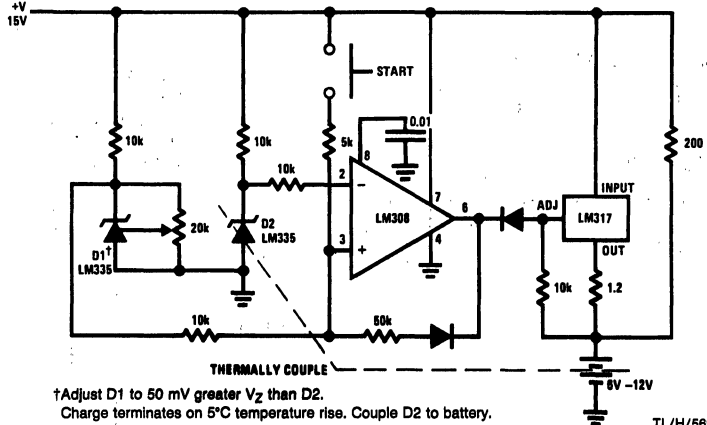 +V
15V
START
0.01
10k
10k
5k
8
200
10k
2
−
INPUT
7
6
ADJ
LM308
LM317
20k
D2
LM335
D1†
LM335
3
+
4
OUT
10k
1.2
10k
50k
THERMALLY COUPLE
6V –12V
†Adjust D1 to 50 mV greater VZ than D2.
Charge terminates on 5°C temperature rise. Couple D2 to battery.